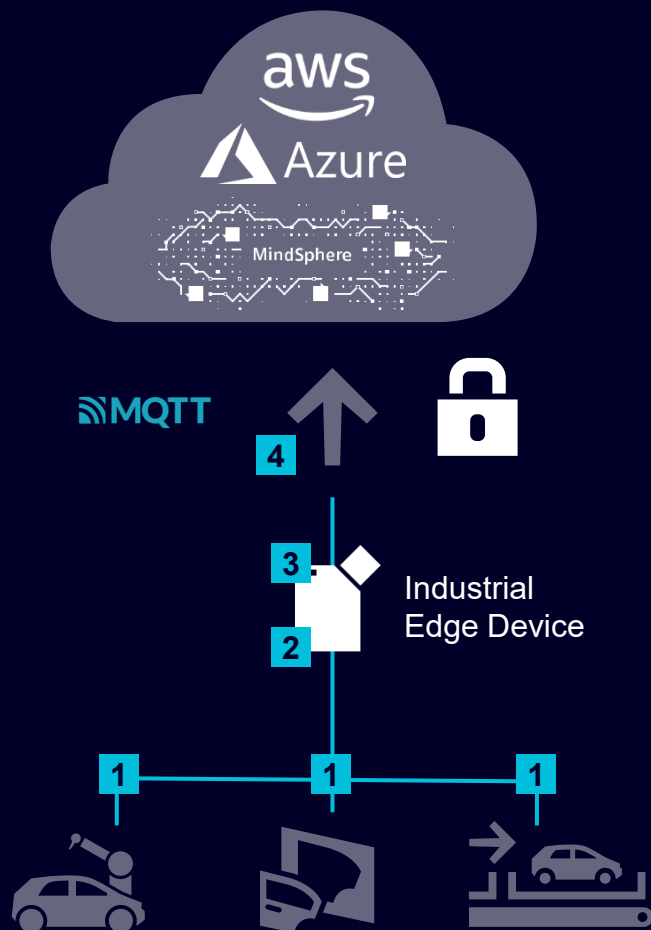 aws
Azure
MindSphere
MQTT
4
3
Industrial
Edge Device
2
1
1
1